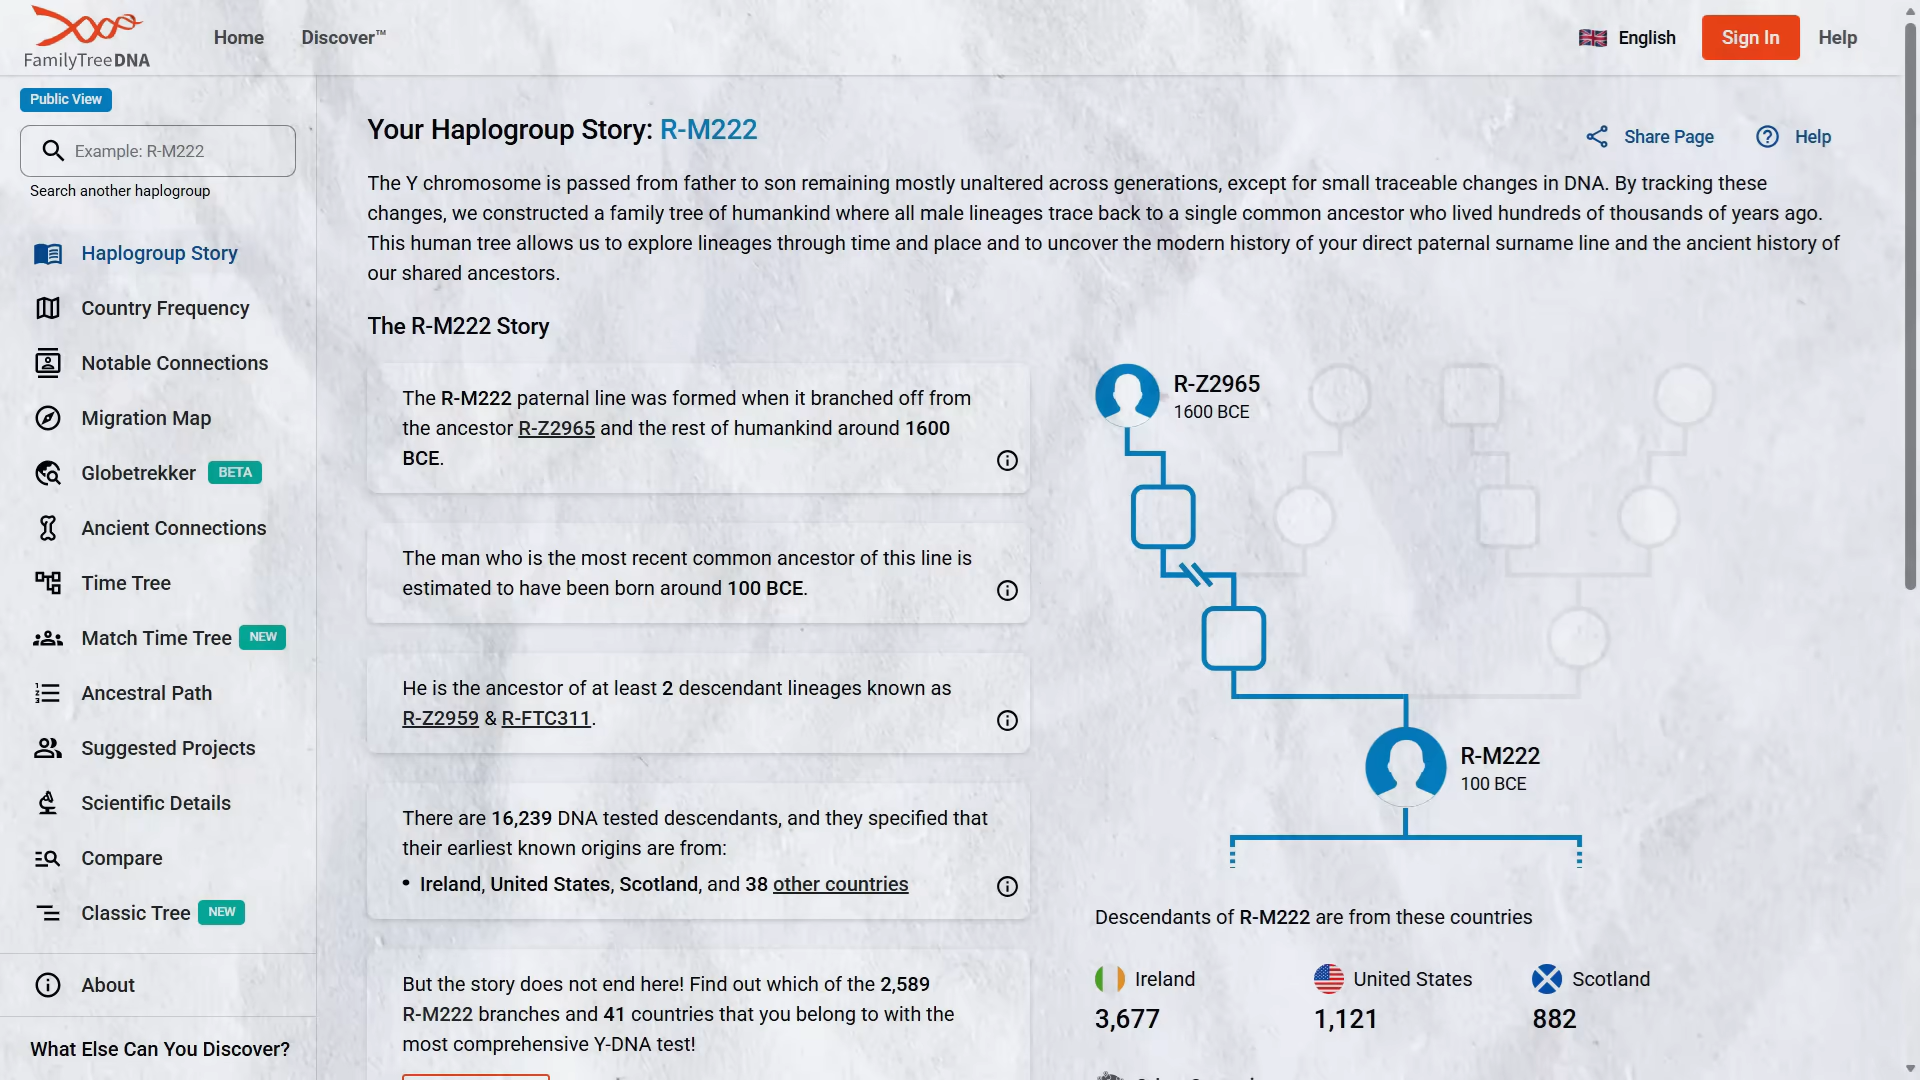 FamilyTreeDNA
Home
Discover™
English
Sign In
Help
Public View
Example: R-M222
Search another haplogroup
Haplogroup Story
Country Frequency
Notable Connections
Migration Map
Globetrekker BETA
Ancient Connections
Time Tree
Match Time Tree NEW
Ancestral Path
Suggested Projects
Scientific Details
Compare
Classic Tree NEW
About
What Else Can You Discover?
Your Haplogroup Story: R-M222
Share Page
Help
The Y chromosome is passed from father to son remaining mostly unaltered across generations, except for small traceable changes in DNA. By tracking these
changes, we constructed a family tree of humankind where all male lineages trace back to a single common ancestor who lived hundreds of thousands of years ago.
This human tree allows us to explore lineages through time and place and to uncover the modern history of your direct paternal surname line and the ancient history of
our shared ancestors.
The R-M222 Story
The R-M222 paternal line was formed when it branched off from
the ancestor R-Z2965 and the rest of humankind around 1600
BCE.
The man who is the most recent common ancestor of this line is
estimated to have been born around 100 BCE.
He is the ancestor of at least 2 descendant lineages known as
R-Z2959 & R-FTC311.
There are 16,239 DNA tested descendants, and they specified that
their earliest known origins are from:
• Ireland, United States, Scotland, and 38 other countries
But the story does not end here! Find out which of the 2,589
R-M222 branches and 41 countries that you belong to with the
most comprehensive Y-DNA test!
R-Z2965
1600 BCE
R-M222
100 BCE
Descendants of R-M222 are from these countries
Ireland
3,677
United States
1,121
Scotland
882